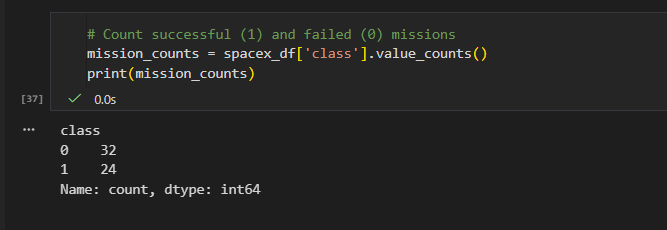 # Count successful (1) and failed (0) missions
mission_counts = spacex_df['class'].value_counts()
print(mission_counts)
[37]
0.0s
... class
0    32
1    24
Name: count, dtype: int64